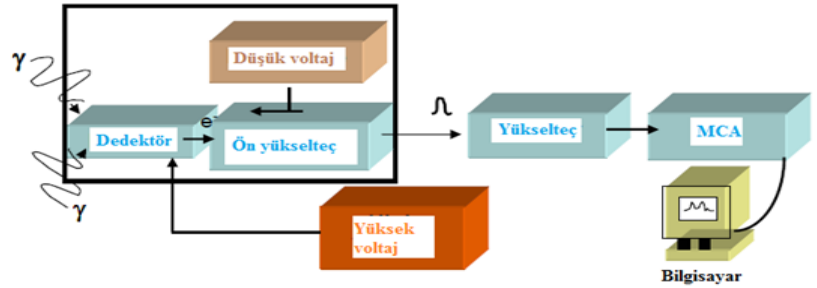 γ
Düşük voltaj
Dedektör
e⁻
Ön yükselteç
γ
Yükselteç
MCA
Yüksek
voltaj
Bilgisayar